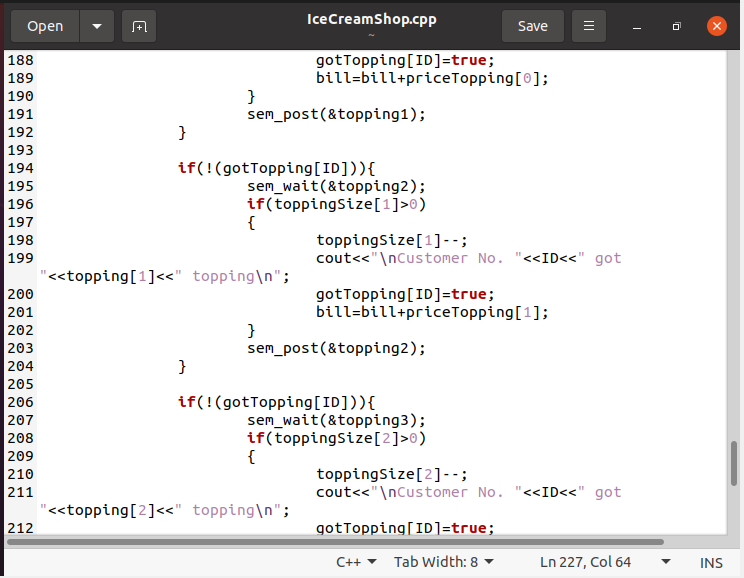 Open
IceCreamShop.cpp
~
Save
188 gotTopping[ID]=true;
189 bill=bill+priceTopping[0];
190 }
191 sem_post(&topping1);
192 }
193
194 if(!(gotTopping[ID])){
195 sem_wait(&topping2);
196 if(toppingSize[1]>0)
197 {
198 toppingSize[1]--;
199 cout<<"\nCustomer No. "<<ID<<" got
"<<topping[1]<<" topping\n";
200 gotTopping[ID]=true;
201 bill=bill+priceTopping[1];
202 }
203 sem_post(&topping2);
204 }
205
206 if(!(gotTopping[ID])){
207 sem_wait(&topping3);
208 if(toppingSize[2]>0)
209 {
210 toppingSize[2]--;
211 cout<<"\nCustomer No. "<<ID<<" got
"<<topping[2]<<" topping\n";
212 gotTopping[ID]=true;
C++ Tab Width: 8 Ln 227, Col 64 INS